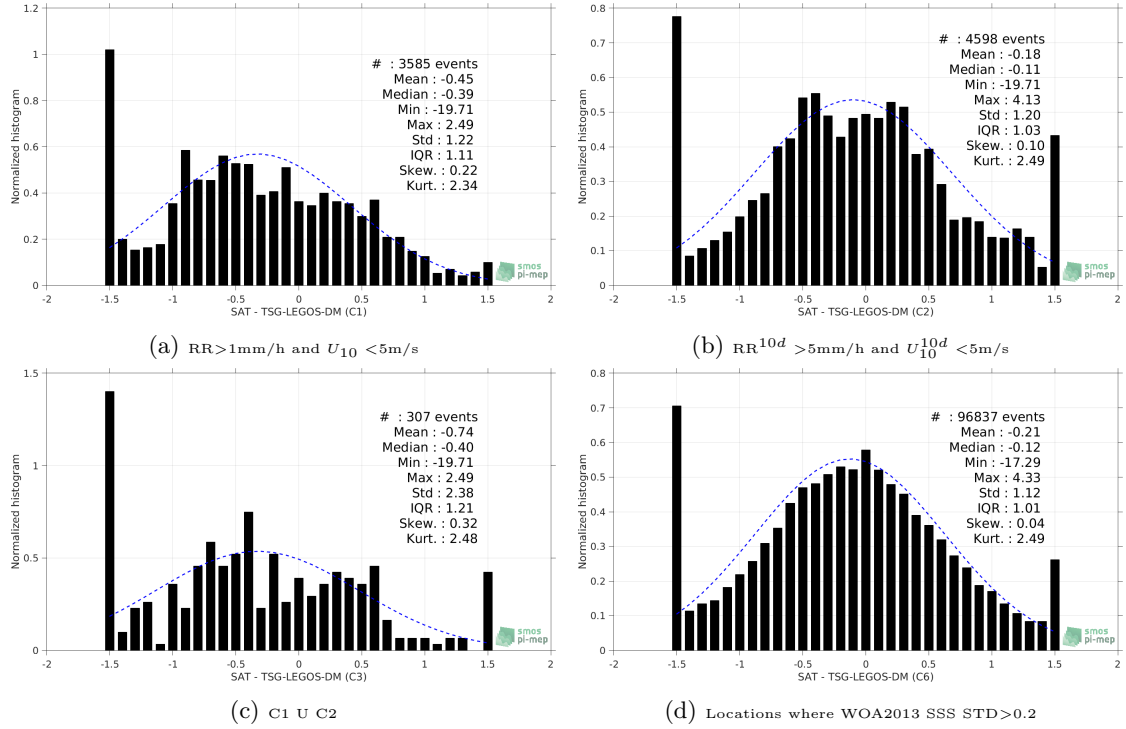 1.2
1
0.8
0.6
0.4
0.2
0
-2
-1.5
-1
-0.5
0
0.5
1
1.5
2
Normalized histogram
SAT - TSG-LEGOS-DM (C1)
# : 3585 events
Mean : -0.45
Median : -0.39
Min : -19.71
Max : 2.49
Std : 1.22
IQR : 1.11
Skew. : 0.22
Kurt. : 2.34
smos
pi-mep
(a) RR>1mm/h and U10 <5m/s
0.8
0.7
0.6
0.5
0.4
0.3
0.2
0.1
0
-2
-1.5
-1
-0.5
0
0.5
1
1.5
2
Normalized histogram
SAT - TSG-LEGOS-DM (C2)
# : 4598 events
Mean : -0.18
Median : -0.11
Min : -19.71
Max : 4.13
Std : 1.20
IQR : 1.03
Skew. : 0.10
Kurt. : 2.49
smos
pi-mep
(b) RR10d >5mm/h and U10 10d <5m/s
1.5
1
0.5
0
-2
-1.5
-1
-0.5
0
0.5
1
1.5
2
Normalized histogram
SAT - TSG-LEGOS-DM (C3)
# : 307 events
Mean : -0.74
Median : -0.40
Min : -19.71
Max : 2.49
Std : 2.38
IQR : 1.21
Skew. : 0.32
Kurt. : 2.48
smos
pi-mep
(c) C1 U C2
0.8
0.7
0.6
0.5
0.4
0.3
0.2
0.1
0
-2
-1.5
-1
-0.5
0
0.5
1
1.5
2
Normalized histogram
SAT - TSG-LEGOS-DM (C6)
# : 96837 events
Mean : -0.21
Median : -0.12
Min : -17.29
Max : 4.33
Std : 1.12
IQR : 1.01
Skew. : 0.04
Kurt. : 2.49
smos
pi-mep
(d) Locations where WOA2013 SSS STD>0.2